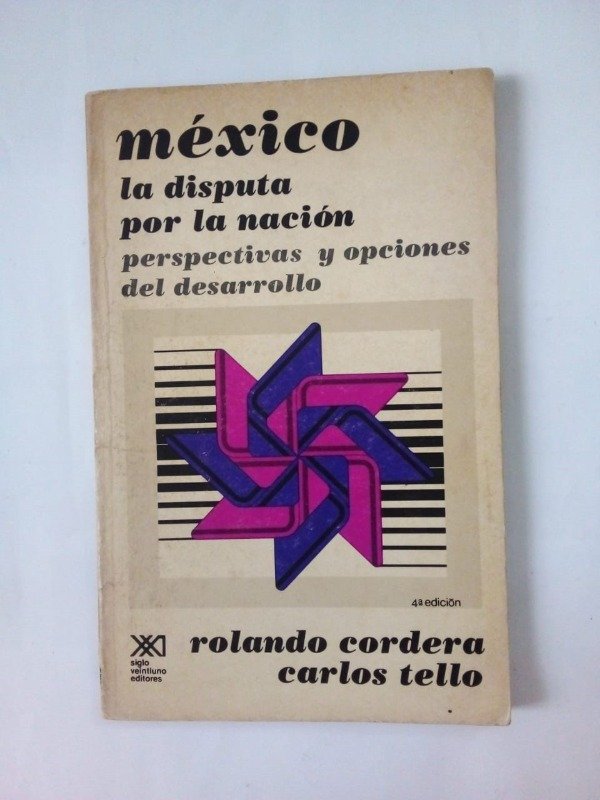 méxico
la disputa
por la nación
perspectivas y opciones
del desarrollo
4ª edición
siglo
veintiuno
editores
rolando cordera
carlos tello